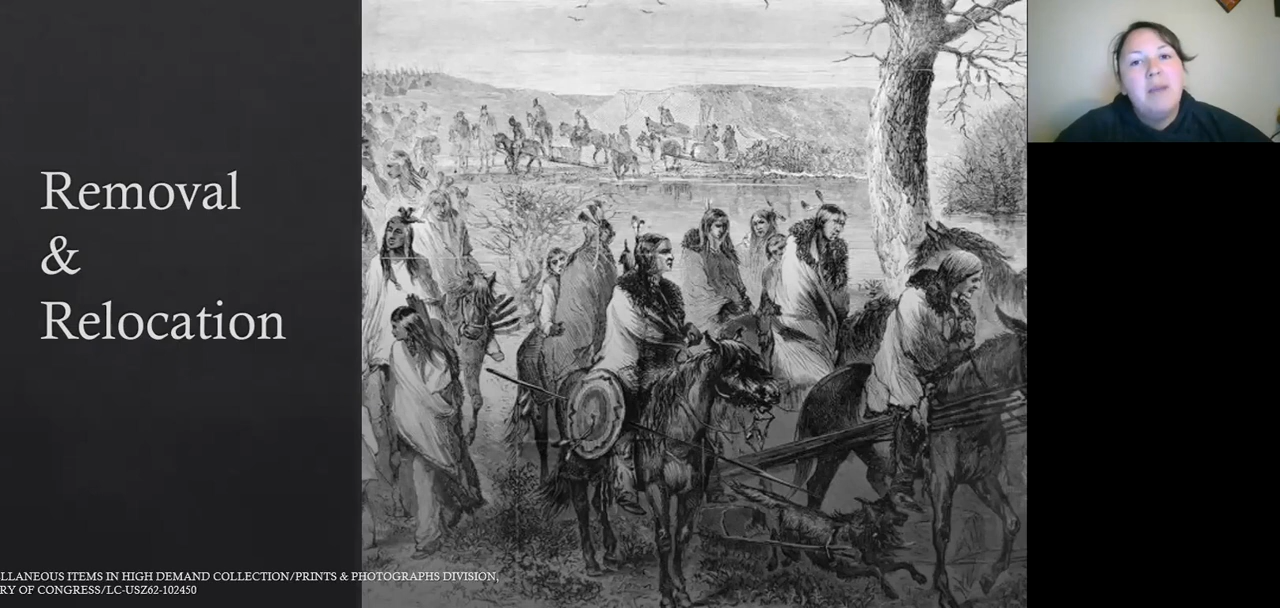 Removal
&
Relocation
LLANEOUS ITEMS IN HIGH DEMAND COLLECTION/PRINTS & PHOTOGRAPHS DIVISION,
RY OF CONGRESS/LC-USZ62-102450